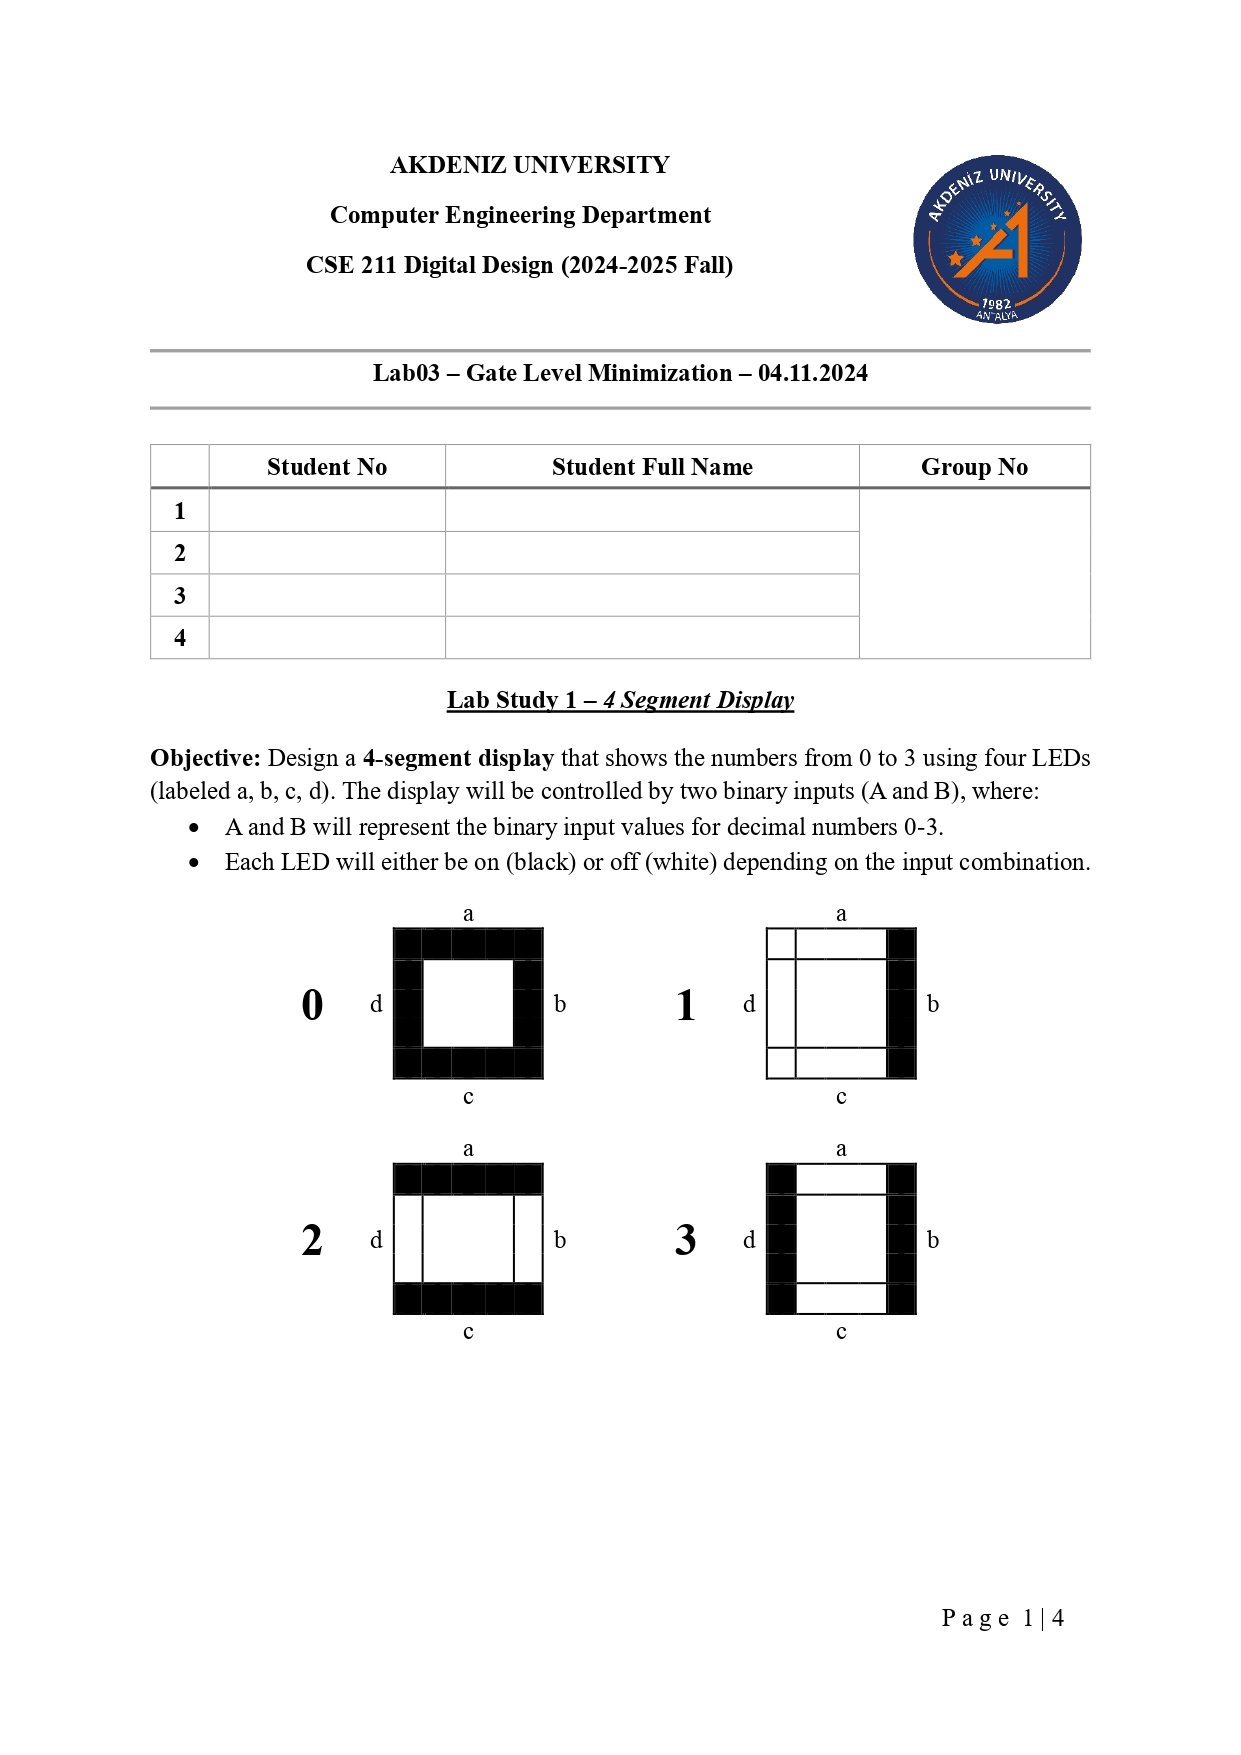 AKDENIZ UNIVERSITY
Computer Engineering Department
CSE 211 Digital Design (2024-2025 Fall)
AKDENİZ UNIVERSITY
1982
ANTALYA
Lab03 – Gate Level Minimization – 04.11.2024
Student No Student Full Name Group No
1
2
3
4
Lab Study 1 – 4 Segment Display
Objective: Design a 4-segment display that shows the numbers from 0 to 3 using four LEDs
(labeled a, b, c, d). The display will be controlled by two binary inputs (A and B), where:
• A and B will represent the binary input values for decimal numbers 0-3.
• Each LED will either be on (black) or off (white) depending on the input combination.
a a
0 d b 1 d b
c c
a a
2 d b 3 d b
c c
P a g e 1 | 4